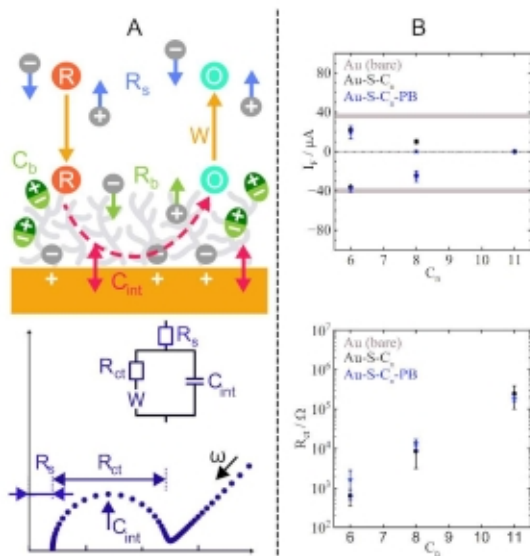 A
B
− R R_s O
+ W
C_b R − R_b O
+ −
+ − − − + −
+ + C_int + +
R_s
R_ct
C_int
W
R_s R_ct ω
C_int
80
40
0
−40
−80
I_P / μA
Au (bare)
Au-S-C_n
Au-S-C_n-PB
6 7 8 9 10 11
C_n
10^7
10^6
10^5
10^4
10^3
10^2
R_ct / Ω
Au (bare)
Au-S-C_n
Au-S-C_n-PB
6 7 8 9 10 11
C_n